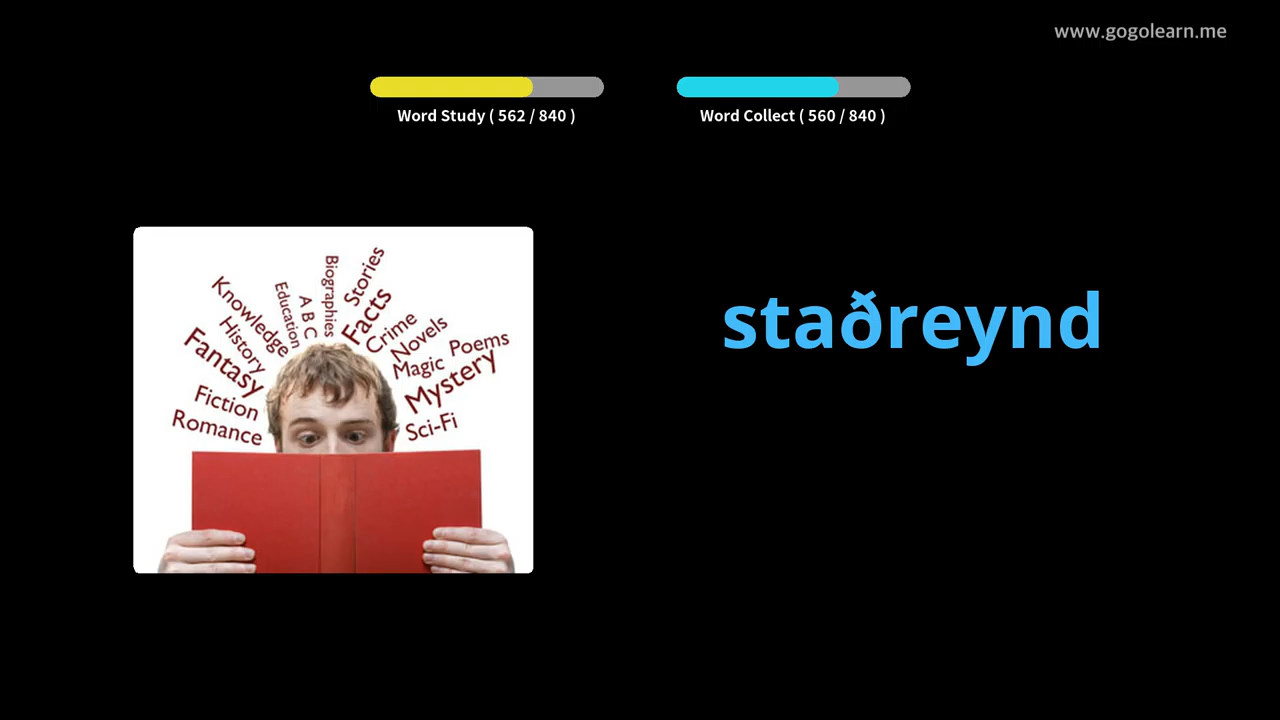 www.gogolearn.me
Word Study ( 562 / 840 )
Word Collect ( 560 / 840 )
staðreynd
Stories
Biographies
Facts
A B C
Education
Knowledge
Crime
Novels
History
Poems
Fantasy
Magic
Mystery
Fiction
Romance
Sci-Fi